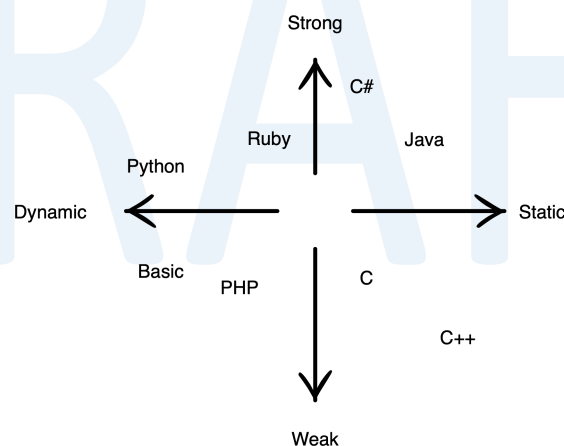 Strong
C#
Ruby
Java
Python
Dynamic
Static
Basic
PHP
C
C++
Weak